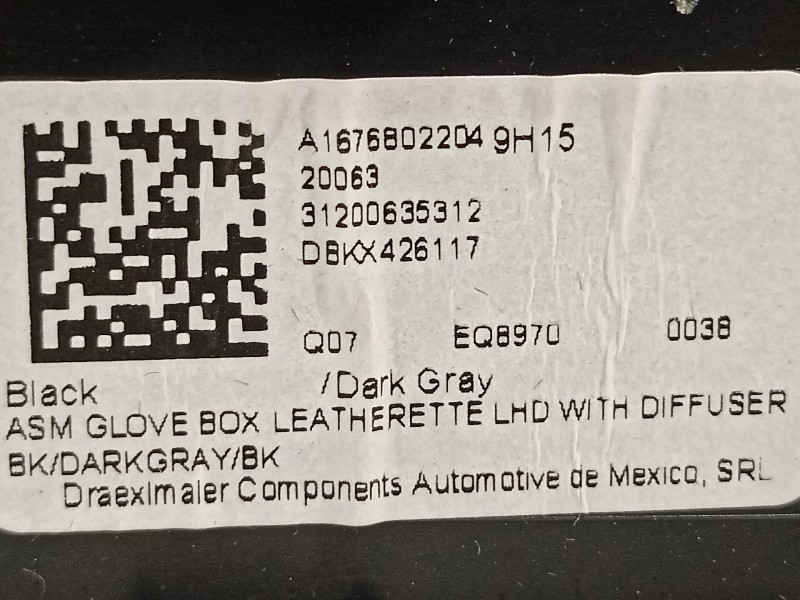 A1676802204 9H15
20063
31200635312
DBKX426117
Q07 EQ8970 0038
Black /Dark Gray
ASM GLOVE BOX LEATHERETTE LHD WITH DIFFUSER
BK/DARKGRAY/BK
Draexlmaier Components Automotive de Mexico, SRL